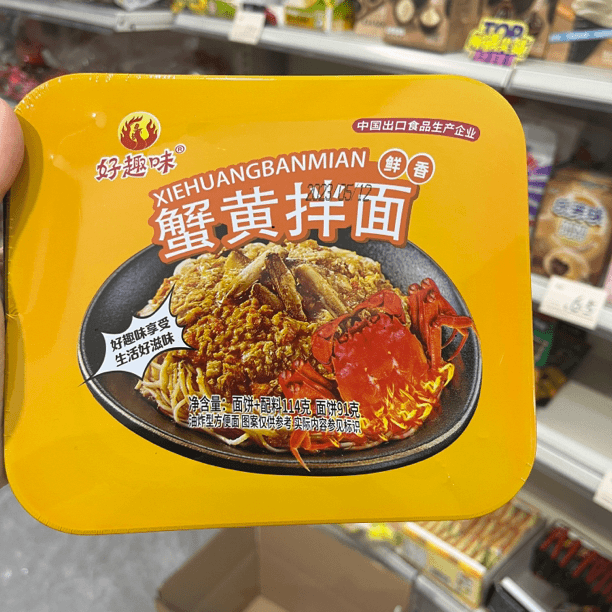 TOP
好趣味®
中国出口食品生产企业
XIEHUANGBANMIAN
鲜香
2023/05/12
蟹黄拌面
好趣味享受
生活好滋味
净含量: 面饼+配料114克 面饼91克
油炸型方便面 图案仅供参考 实际内容参见标识